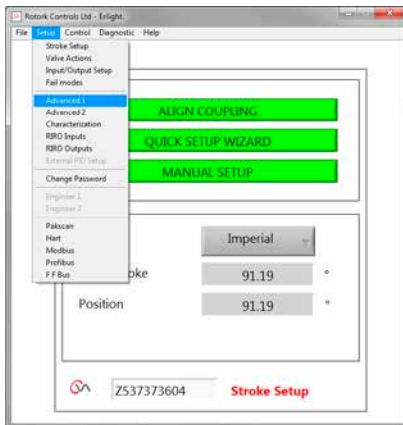 Rotork Controls Ltd - Enlight.
File Setup Control Diagnostic Help
Stroke Setup
Valve Actions
Input/Output Setup
Fail modes
Advanced 1
Advanced 2
Characterization
RIRO Inputs
RIRO Outputs
External PID Setup
Change Password
Engineer 1
Engineer 2
Pakscan
Hart
Modbus
Profibus
F F Bus
ALIGN COUPLING
QUICK SETUP WIZARD
MANUAL SETUP
Imperial
oke 91.19 °
Position 91.19 °
Z537373604 Stroke Setup